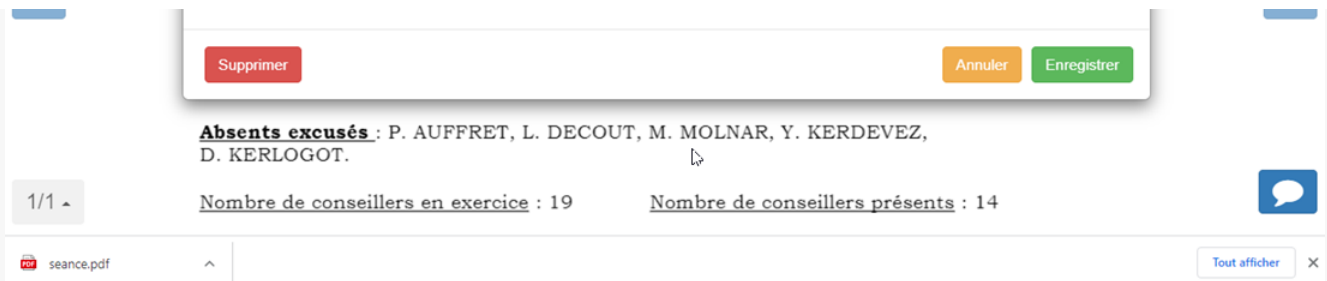 Supprimer Annuler Enregistrer
Absents excusés : P. AUFFRET, L. DECOUT, M. MOLNAR, Y. KERDEVEZ,
D. KERLOGOT.
1/1
Nombre de conseillers en exercice : 19 Nombre de conseillers présents : 14
PDF seance.pdf Tout afficher